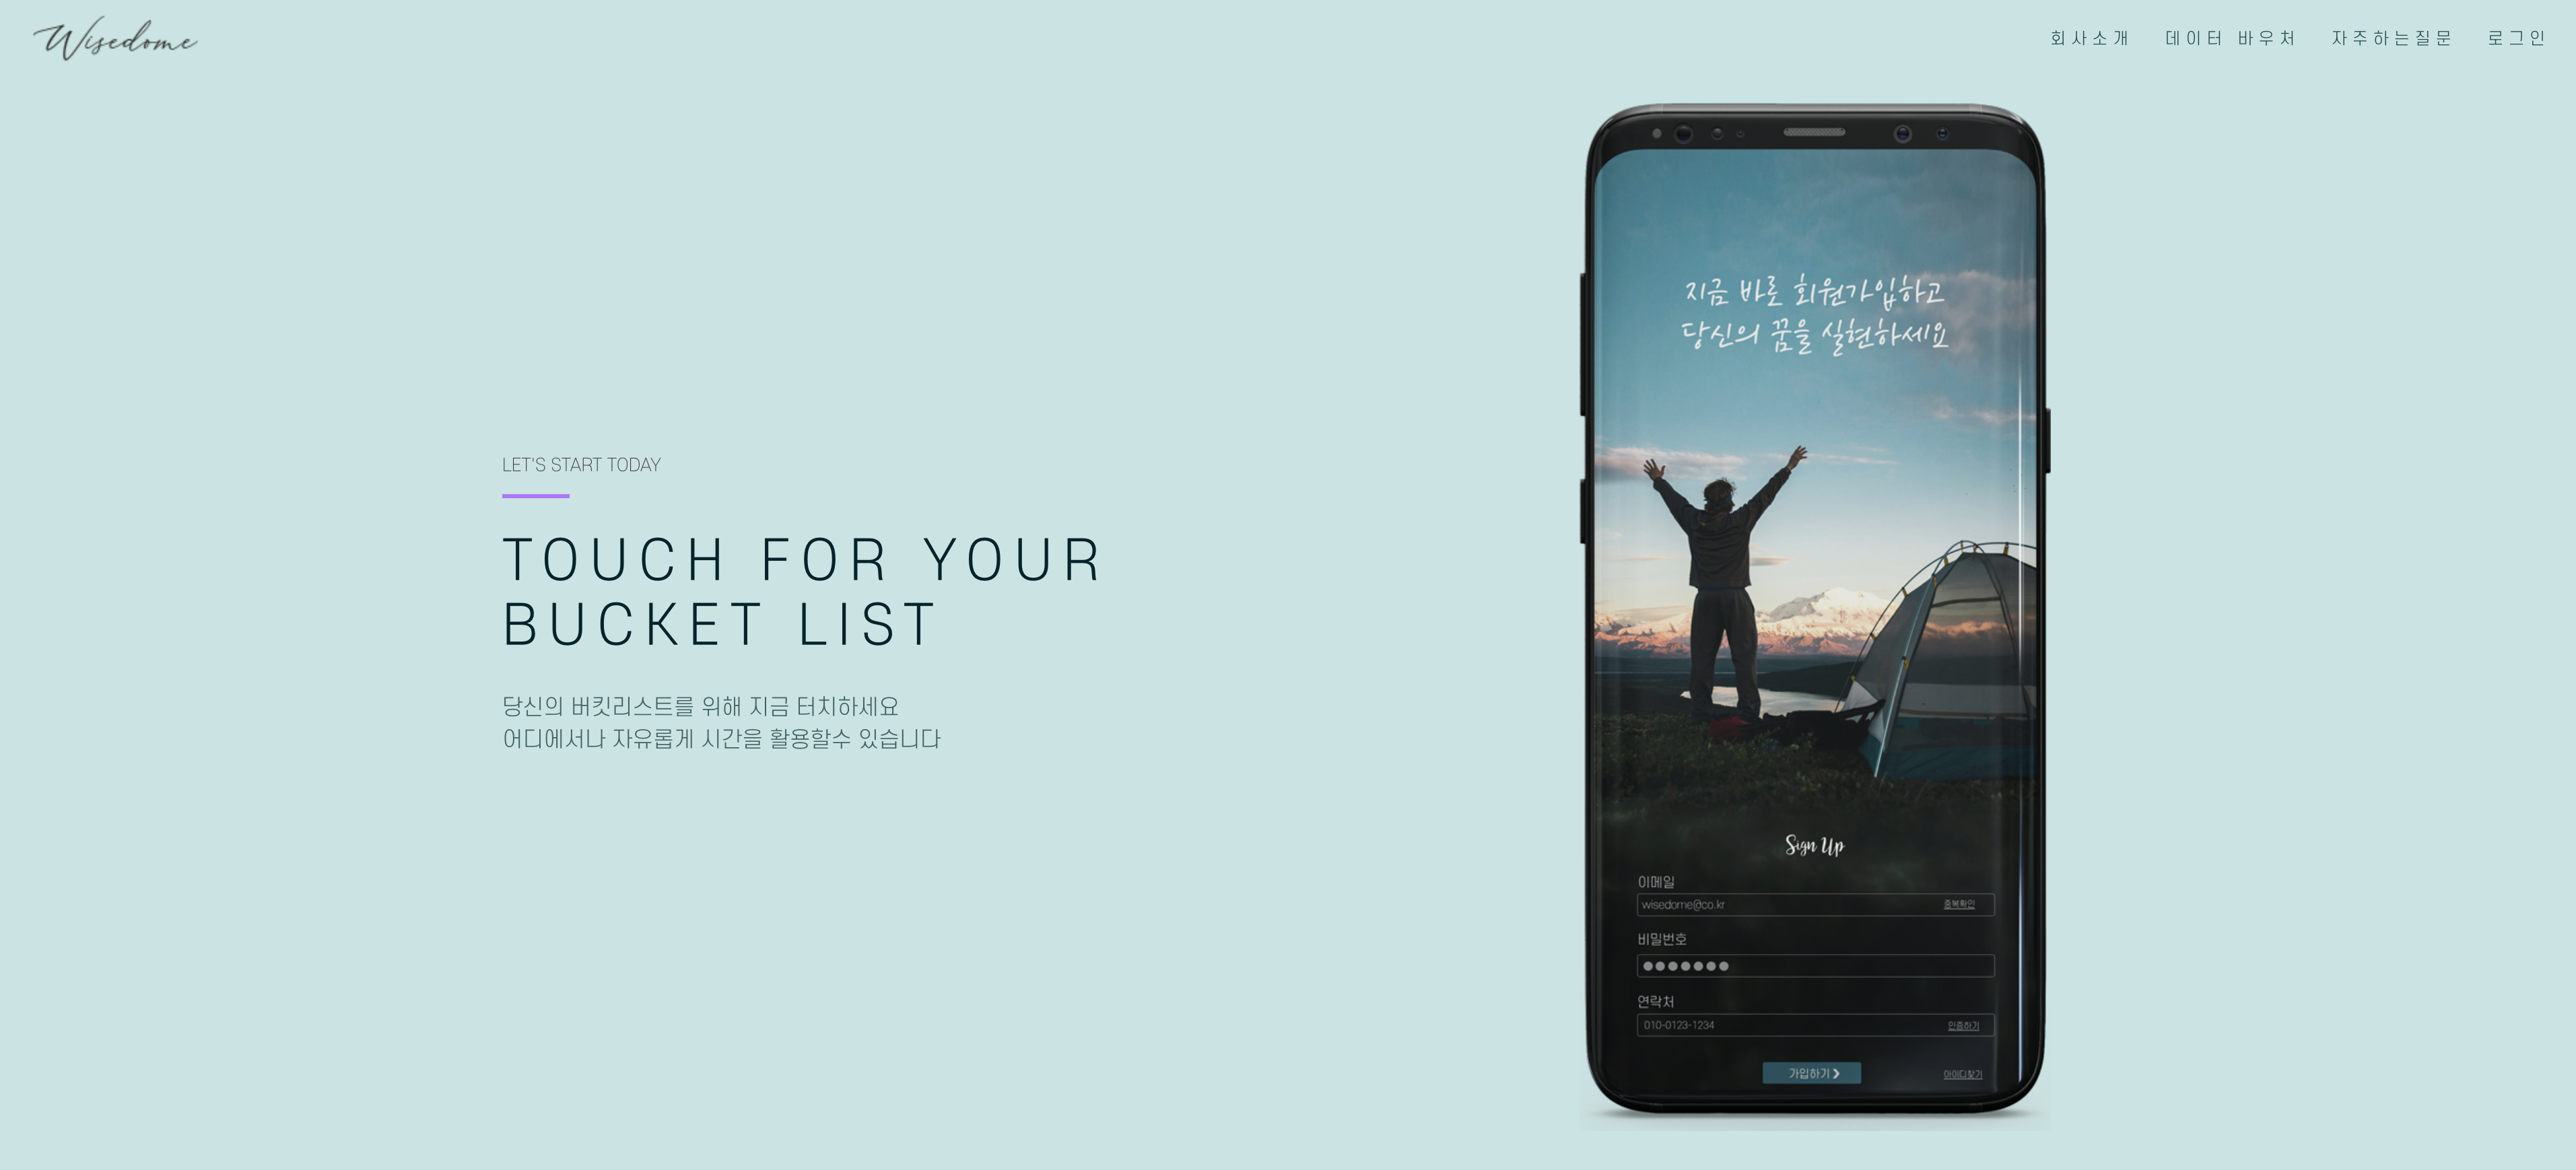 Wisedome
회사소개 데이터 바우처 자주하는질문 로그인
LET'S START TODAY
TOUCH FOR YOUR
BUCKET LIST
당신의 버킷리스트를 위해 지금 터치하세요
어디에서나 자유롭게 시간을 활용할수 있습니다
지금 바로 회원가입하고
당신의 꿈을 실현하세요
Sign Up
이메일
wisedome@co.kr 중복확인
비밀번호
●●●●●●●
연락처
010-0123-1234 인증하기
가입하기 ❯ 아이디찾기